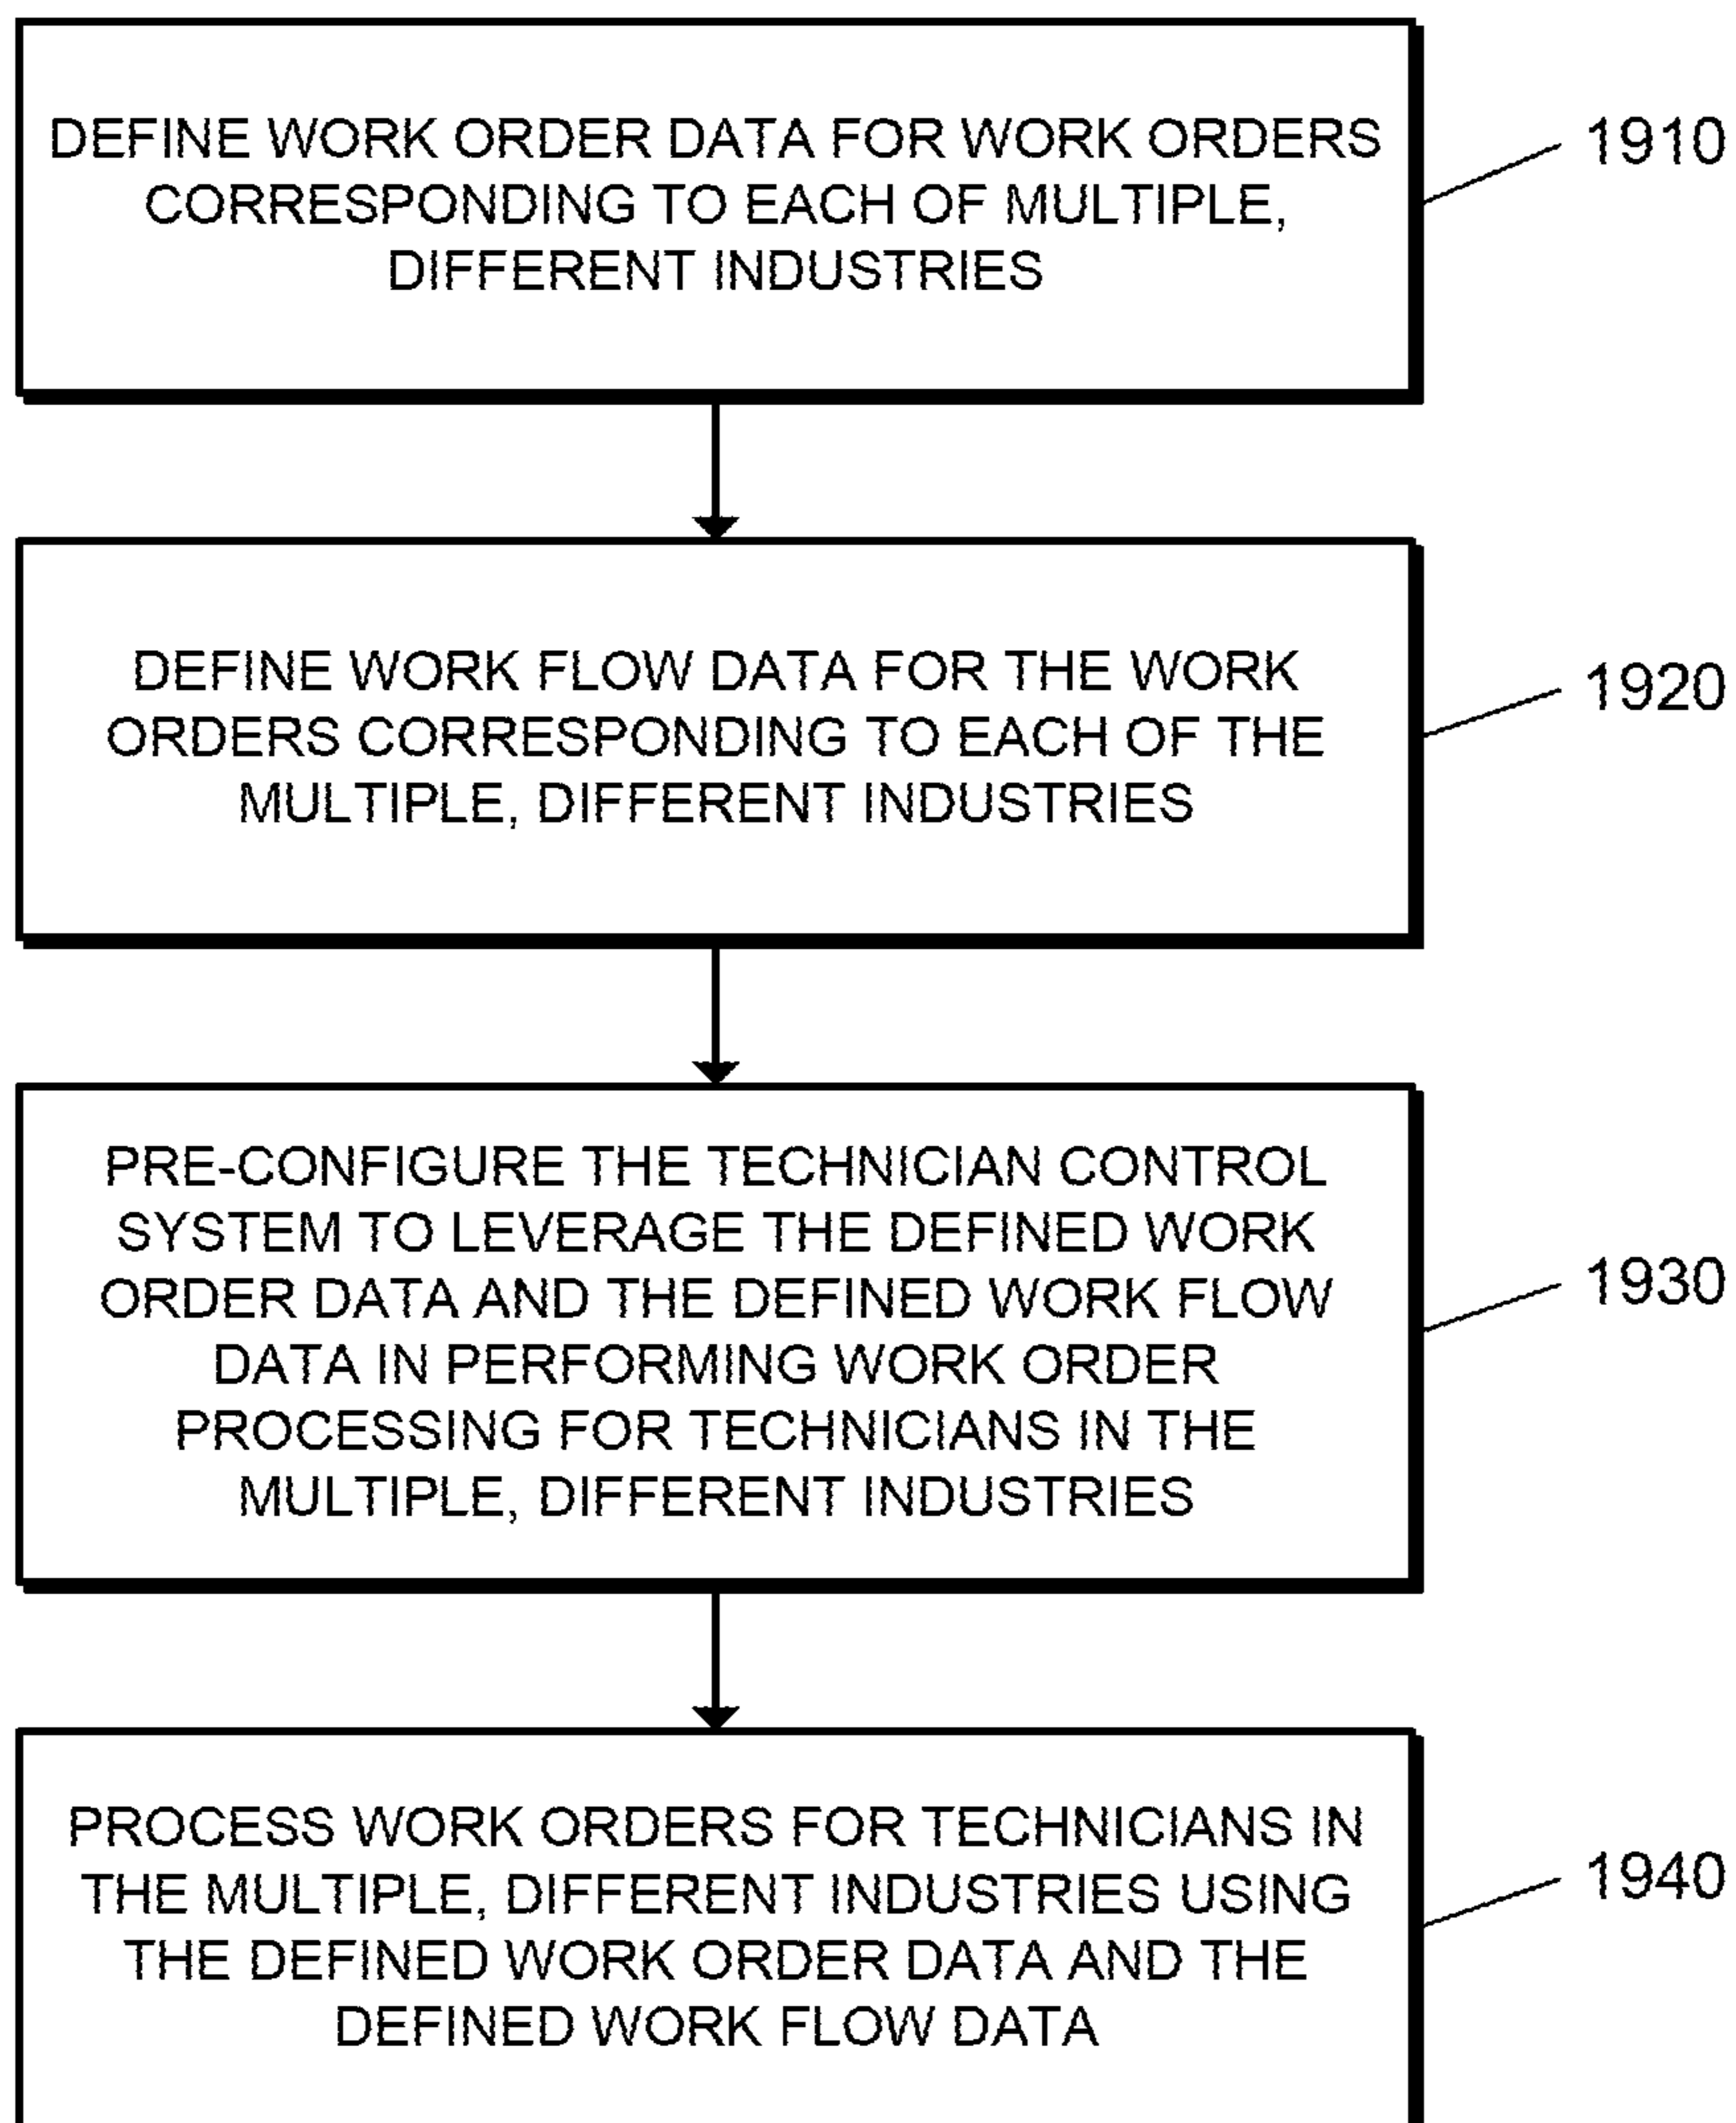 DEFINE WORK ORDER DATA FOR WORK ORDERS
CORRESPONDING TO EACH OF MULTIPLE,
DIFFERENT INDUSTRIES
1910
DEFINE WORK FLOW DATA FOR THE WORK
ORDERS CORRESPONDING TO EACH OF THE
MULTIPLE, DIFFERENT INDUSTRIES
1920
PRE-CONFIGURE THE TECHNICIAN CONTROL
SYSTEM TO LEVERAGE THE DEFINED WORK
ORDER DATA AND THE DEFINED WORK FLOW
DATA IN PERFORMING WORK ORDER
PROCESSING FOR TECHNICIANS IN THE
MULTIPLE, DIFFERENT INDUSTRIES
1930
PROCESS WORK ORDERS FOR TECHNICIANS IN
THE MULTIPLE, DIFFERENT INDUSTRIES USING
THE DEFINED WORK ORDER DATA AND THE
DEFINED WORK FLOW DATA
1940